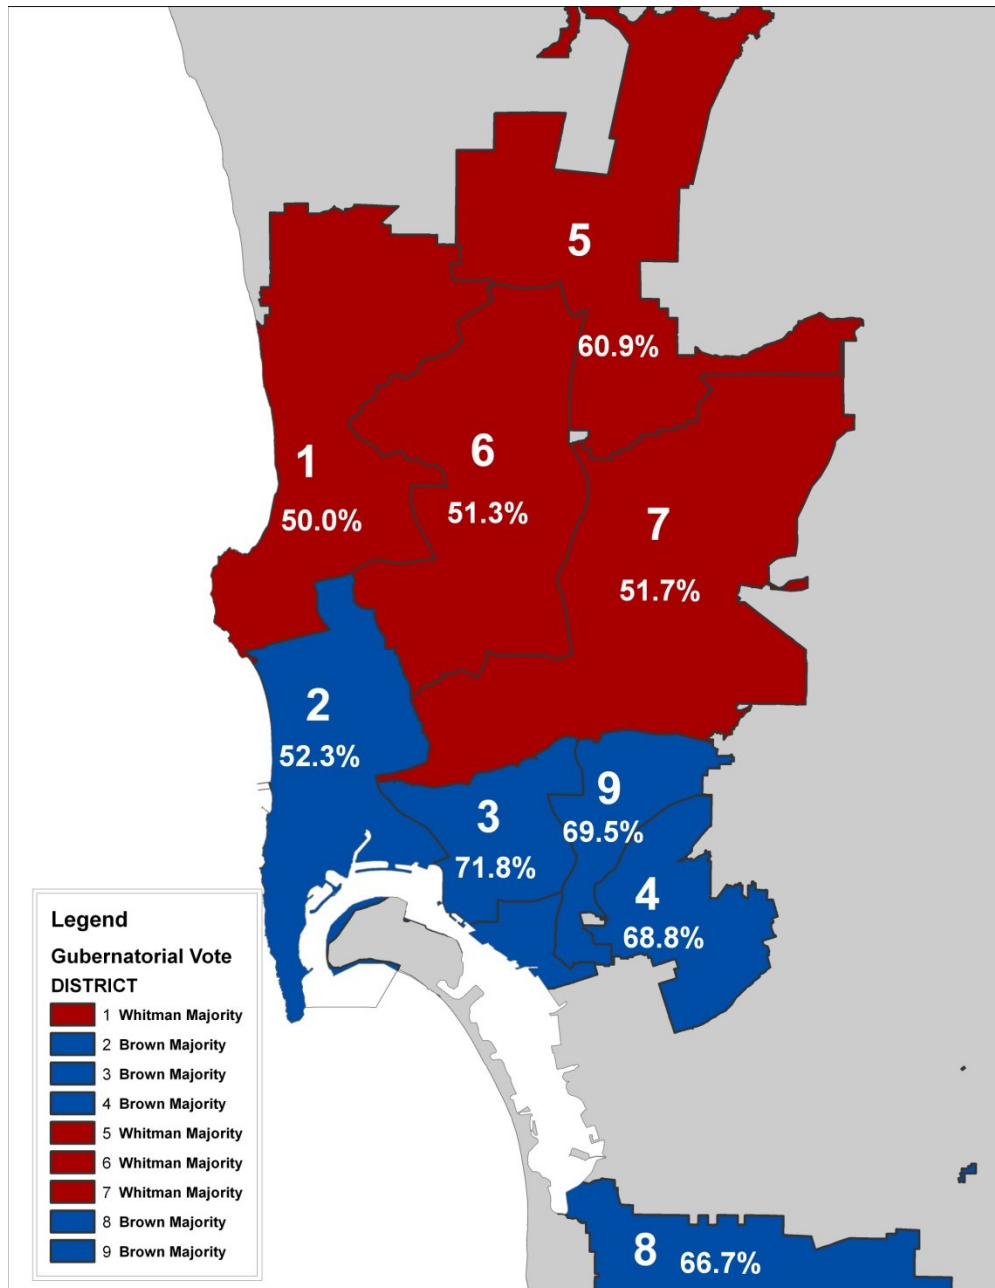 5
60.9%
1
50.0%
6
51.3%
7
51.7%
2
52.3%
3
71.8%
9
69.5%
4
68.8%
8 66.7%
Legend
Gubernatorial Vote
DISTRICT
1 Whitman Majority
2 Brown Majority
3 Brown Majority
4 Brown Majority
5 Whitman Majority
6 Whitman Majority
7 Whitman Majority
8 Brown Majority
9 Brown Majority